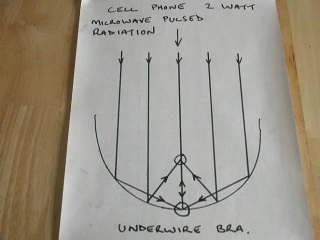 CELL PHONE 2 WATT
MICROWAVE PULSED
RADIATION
UNDERWIRE BRA.